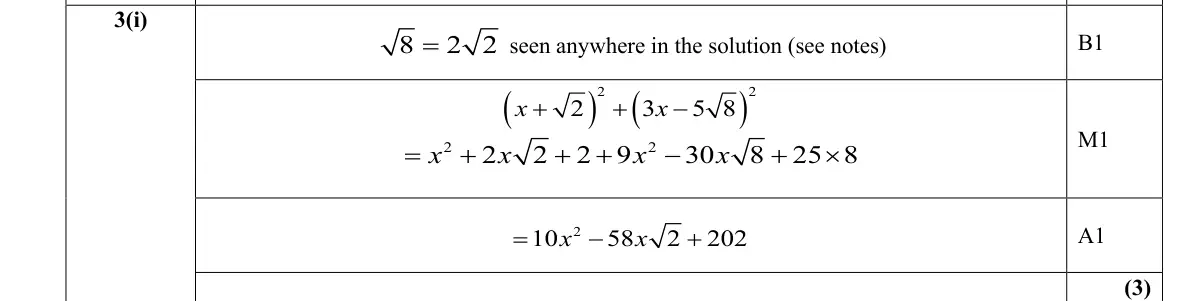 3(i)
√8 = 2√2 seen anywhere in the solution (see notes)
B1
(x + √2)² + (3x − 5√8)²
= x² + 2x√2 + 2 + 9x² − 30x√8 + 25 × 8
M1
= 10x² − 58x√2 + 202
A1
(3)